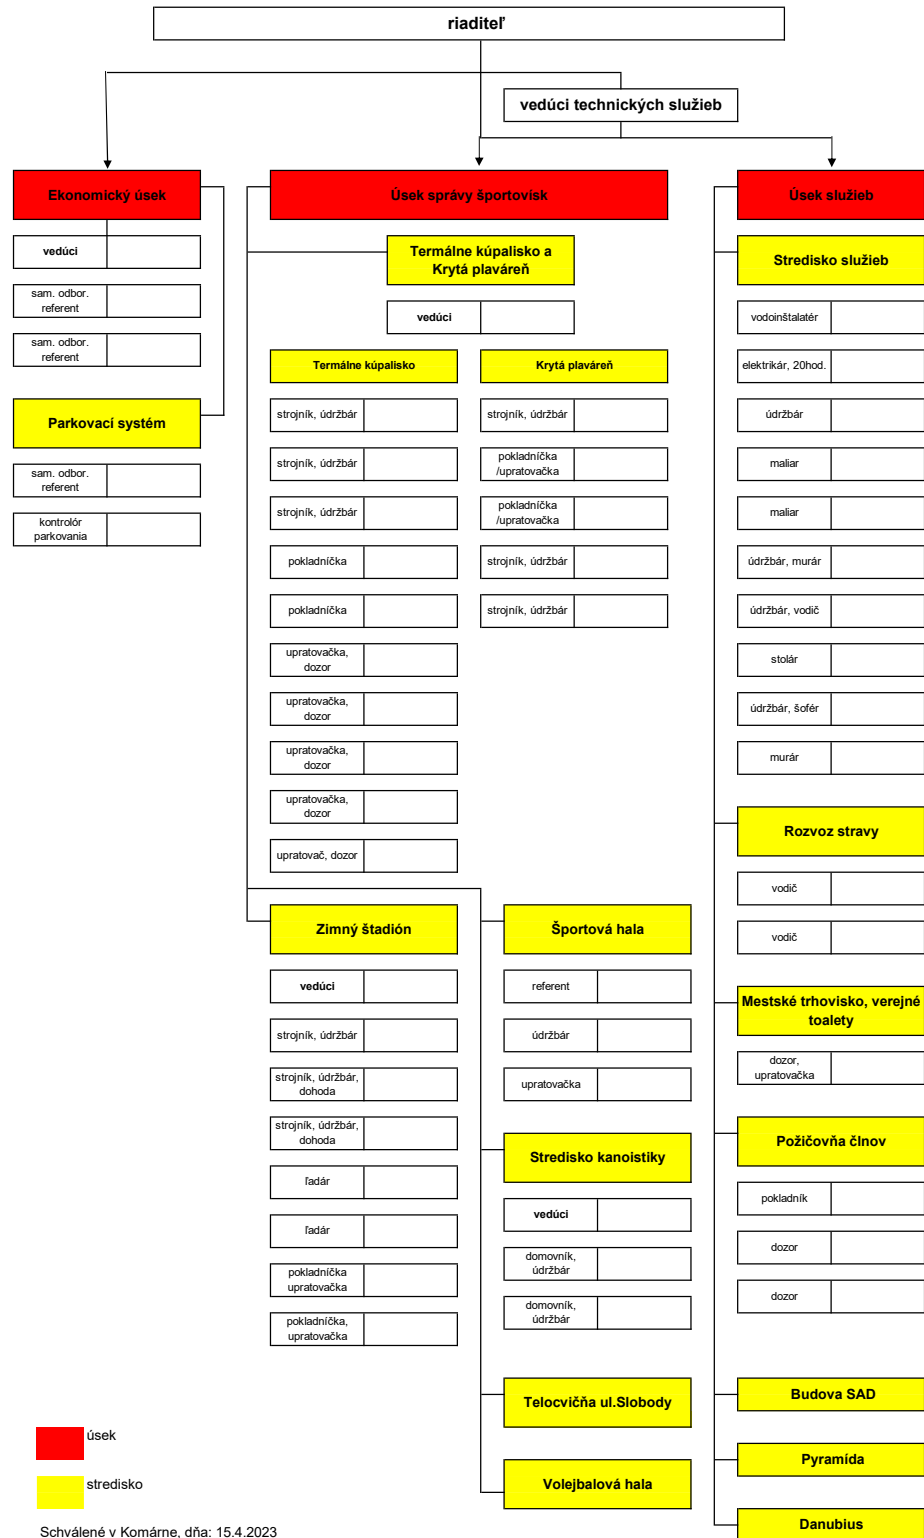 riaditeľ
vedúci technických služieb
Ekonomický úsek
vedúci
sam. odbor.
referent
sam. odbor.
referent
Parkovací systém
sam. odbor.
referent
kontrolór
parkovania
Úsek správy športovísk
Termálne kúpalisko a
Krytá plaváreň
vedúci
Termálne kúpalisko
strojník, údržbár
strojník, údržbár
strojník, údržbár
pokladníčka
pokladníčka
upratovačka,
dozor
upratovačka,
dozor
upratovačka,
dozor
upratovačka,
dozor
upratovač, dozor
Krytá plaváreň
strojník, údržbár
pokladníčka
/upratovačka
pokladníčka
/upratovačka
strojník, údržbár
strojník, údržbár
Zimný štadión
vedúci
strojník, údržbár
strojník, údržbár,
dohoda
strojník, údržbár,
dohoda
ľadár
ľadár
pokladníčka
upratovačka
pokladníčka,
upratovačka
Športová hala
referent
údržbár
upratovačka
Stredisko kanoistiky
vedúci
domovník,
údržbár
domovník,
údržbár
Telocvičňa ul.Slobody
Volejbalová hala
Úsek služieb
Stredisko služieb
vodoinštalatér
elektrikár, 20hod.
údržbár
maliar
maliar
údržbár, murár
údržbár, vodič
stolár
údržbár, šofér
murár
Rozvoz stravy
vodič
vodič
Mestské trhovisko, verejné
toalety
dozor,
upratovačka
Požičovňa člnov
pokladník
dozor
dozor
Budova SAD
Pyramída
Danubius
úsek
stredisko
Schválené v Komárne, dňa: 15.4.2023